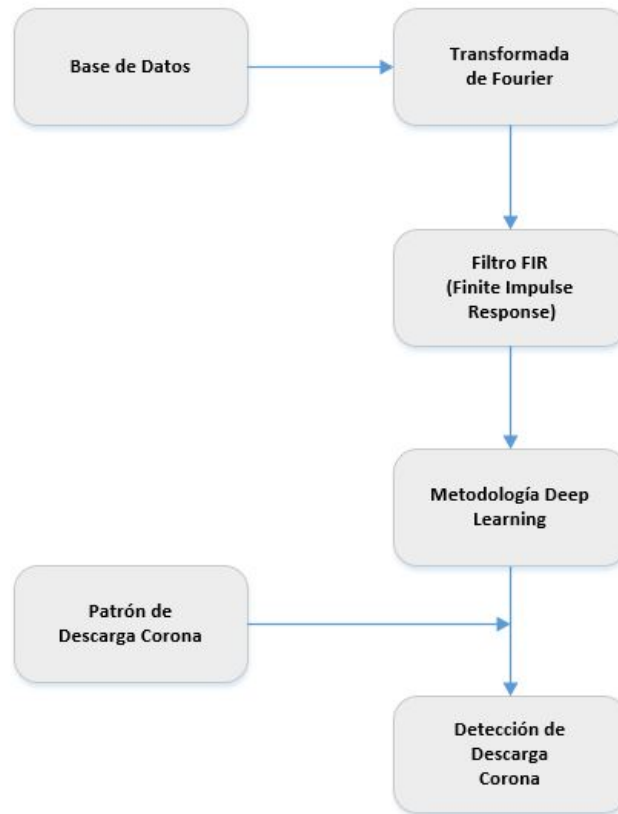 Base de Datos
Transformada
de Fourier
Filtro FIR
(Finite Impulse
Response)
Metodología Deep
Learning
Patrón de
Descarga Corona
Detección de
Descarga
Corona